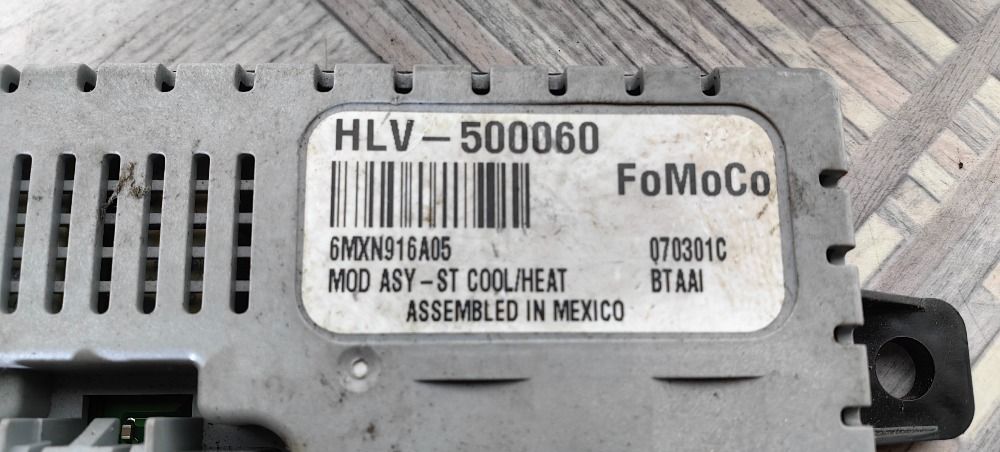 HLV-500060
FoMoCo
6MXN916A05 070301C
MOD ASY-ST COOL/HEAT BTAAI
ASSEMBLED IN MEXICO